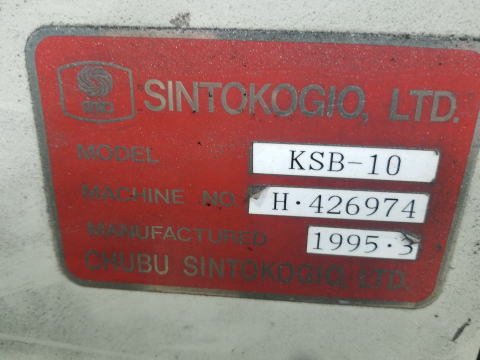 SINTOKOGIO, LTD.
MODEL KSB-10
MACHINE NO H·426974
MANUFACTURED 1995·3
CHUBU SINTOKOGIO, LTD.